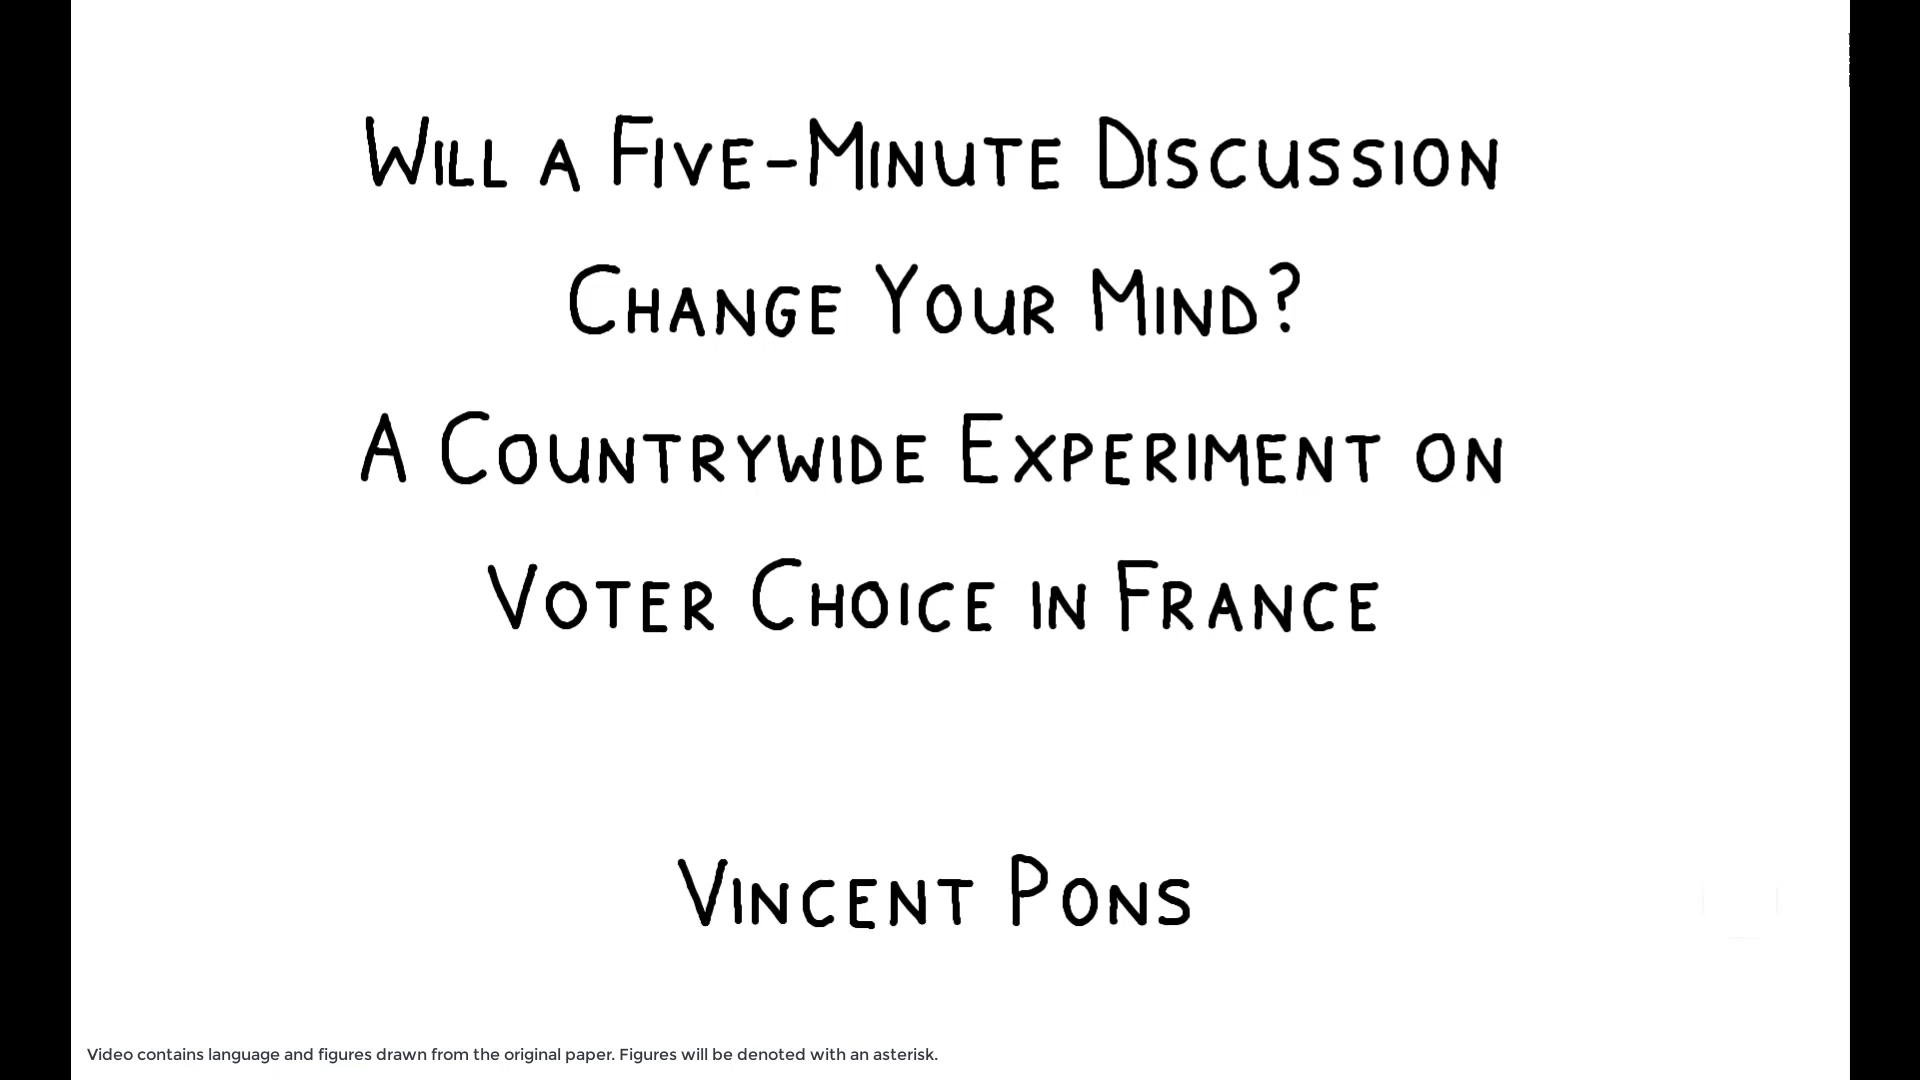 Will a Five-Minute Discussion
Change Your Mind?
A Countrywide Experiment on
Voter Choice in France
Vincent Pons
Video contains language and figures drawn from the original paper. Figures will be denoted with an asterisk.